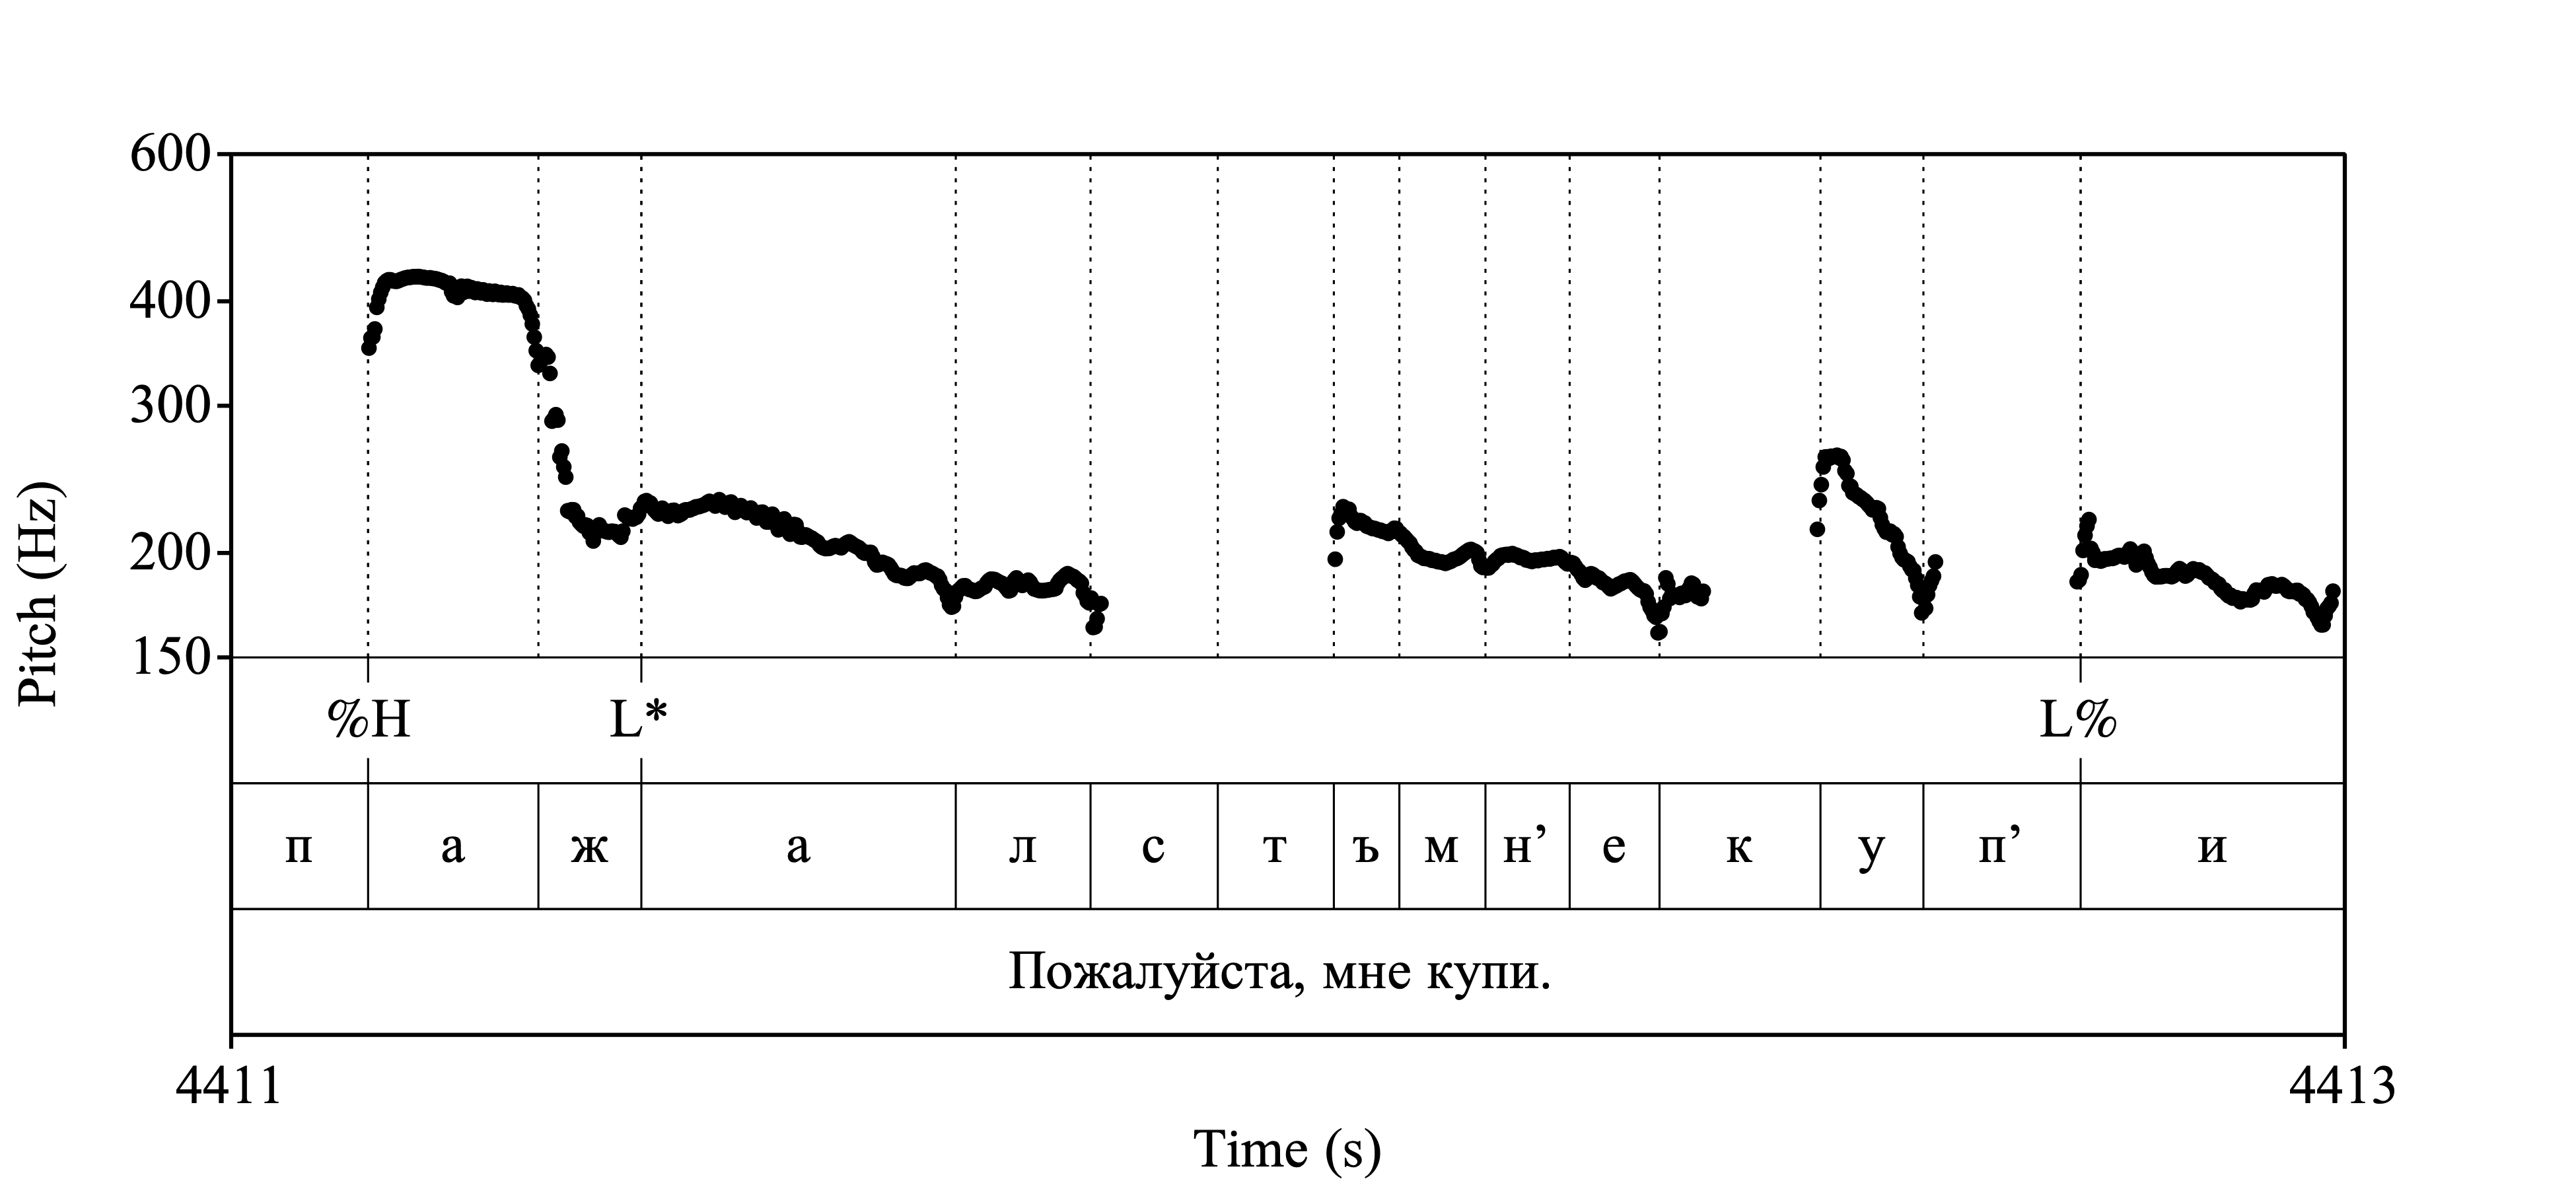 600
400
300
200
150
Pitch (Hz)
%H L* L%
п а ж а л с т ъ м н’ е к у п’ и
Пожалуйста, мне купи.
4411 4413
Time (s)